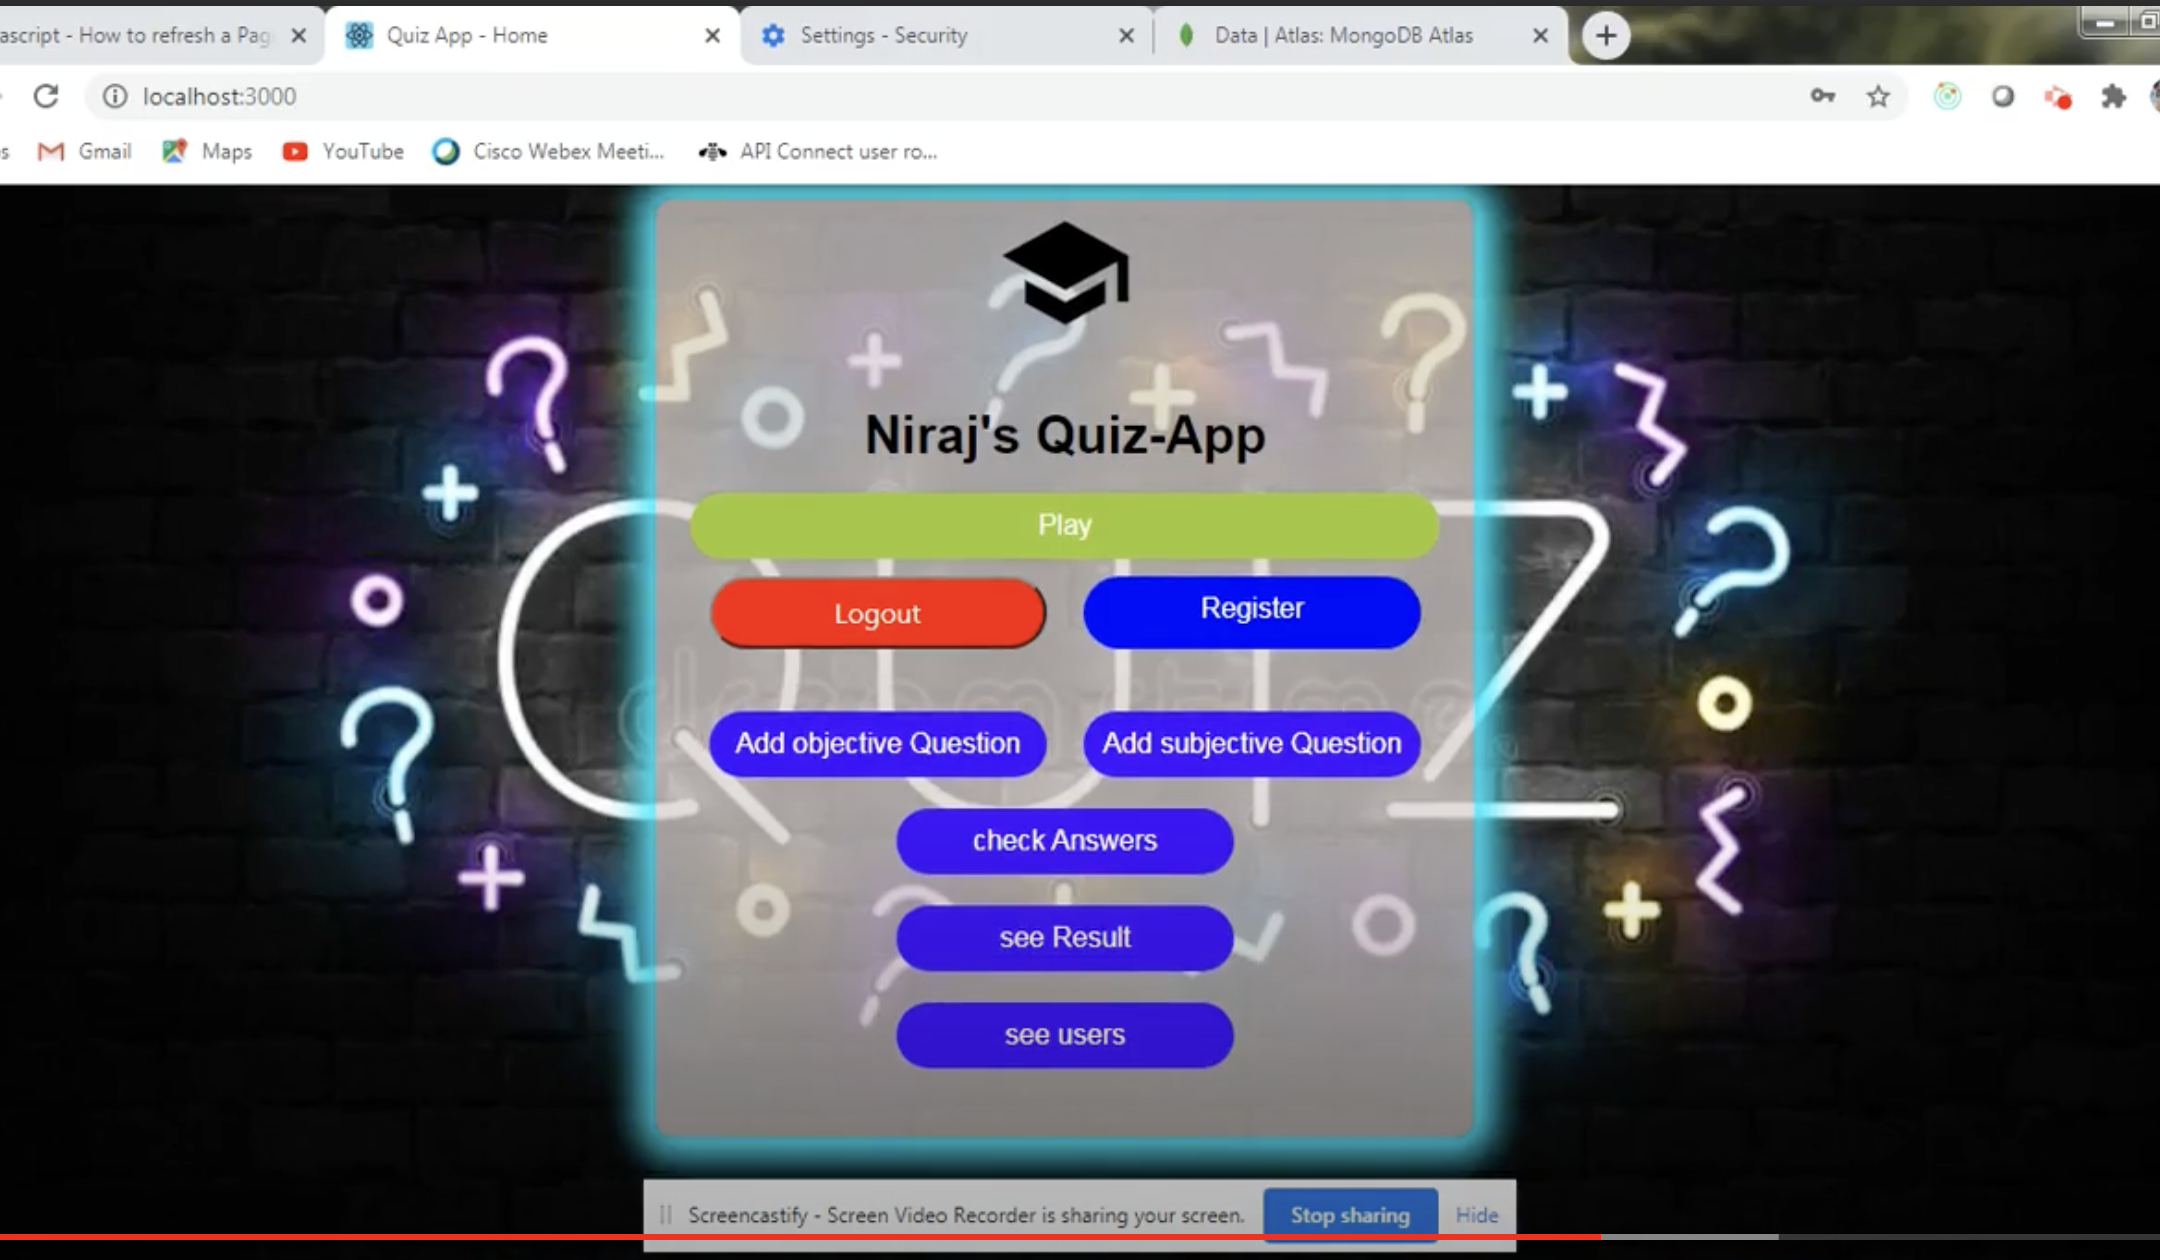 ascript - How to refresh a Pag
Quiz App - Home
Settings - Security
Data | Atlas: MongoDB Atlas
localhost:3000
s
Gmail
Maps
YouTube
Cisco Webex Meeti...
API Connect user ro...
Niraj's Quiz-App
Play
Logout
Register
Add objective Question
Add subjective Question
check Answers
see Result
see users
Screencastify - Screen Video Recorder is sharing your screen.
Stop sharing
Hide